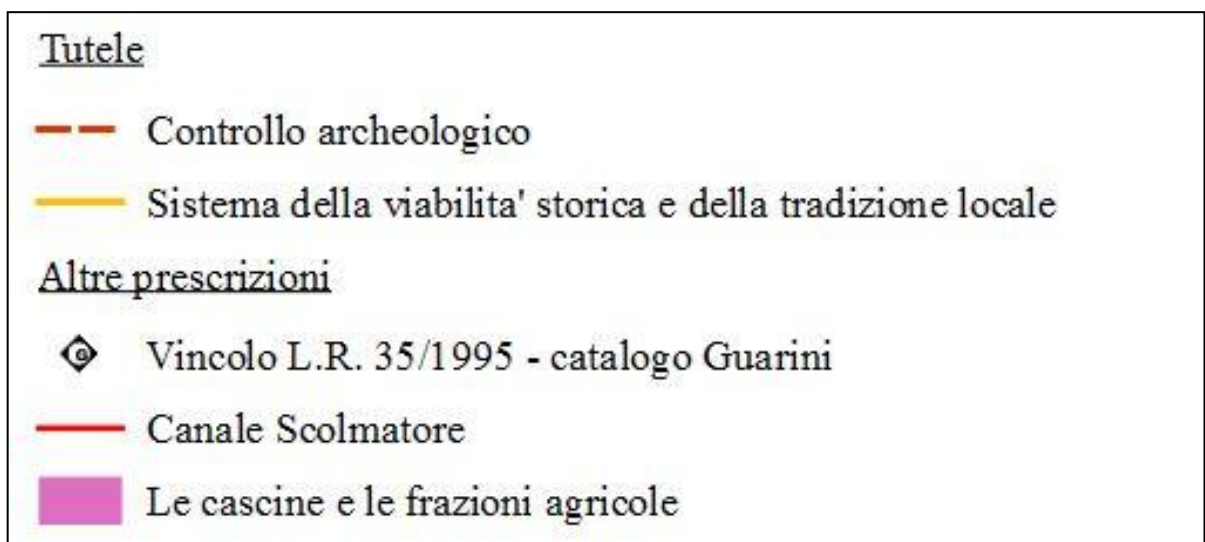 Tutele
Controllo archeologico
Sistema della viabilita' storica e della tradizione locale
Altre prescrizioni
Vincolo L.R. 35/1995 - catalogo Guarini
Canale Scolmatore
Le cascine e le frazioni agricole